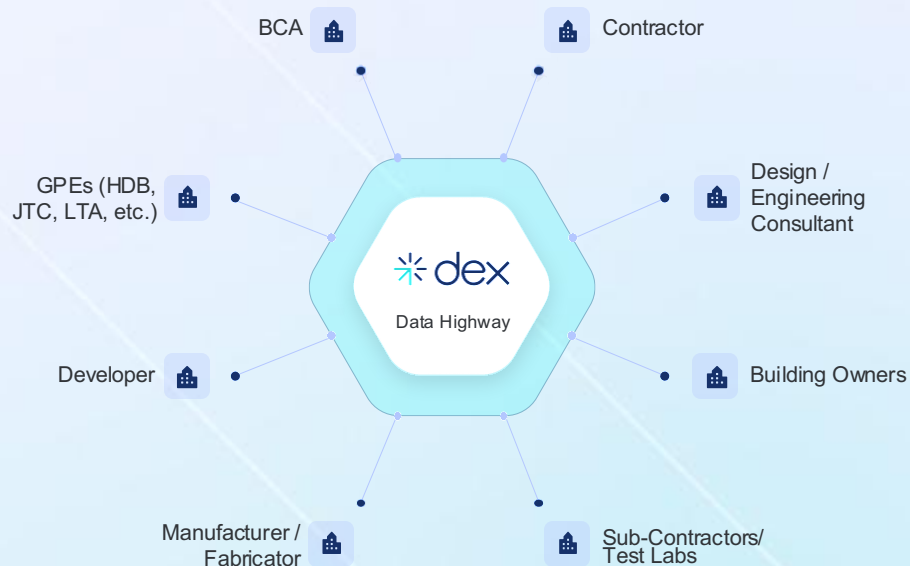 BCA
Contractor
GPEs (HDB,
JTC, LTA, etc.)
Design /
Engineering
Consultant
dex
Data Highway
Developer
Building Owners
Manufacturer /
Fabricator
Sub-Contractors/
Test Labs